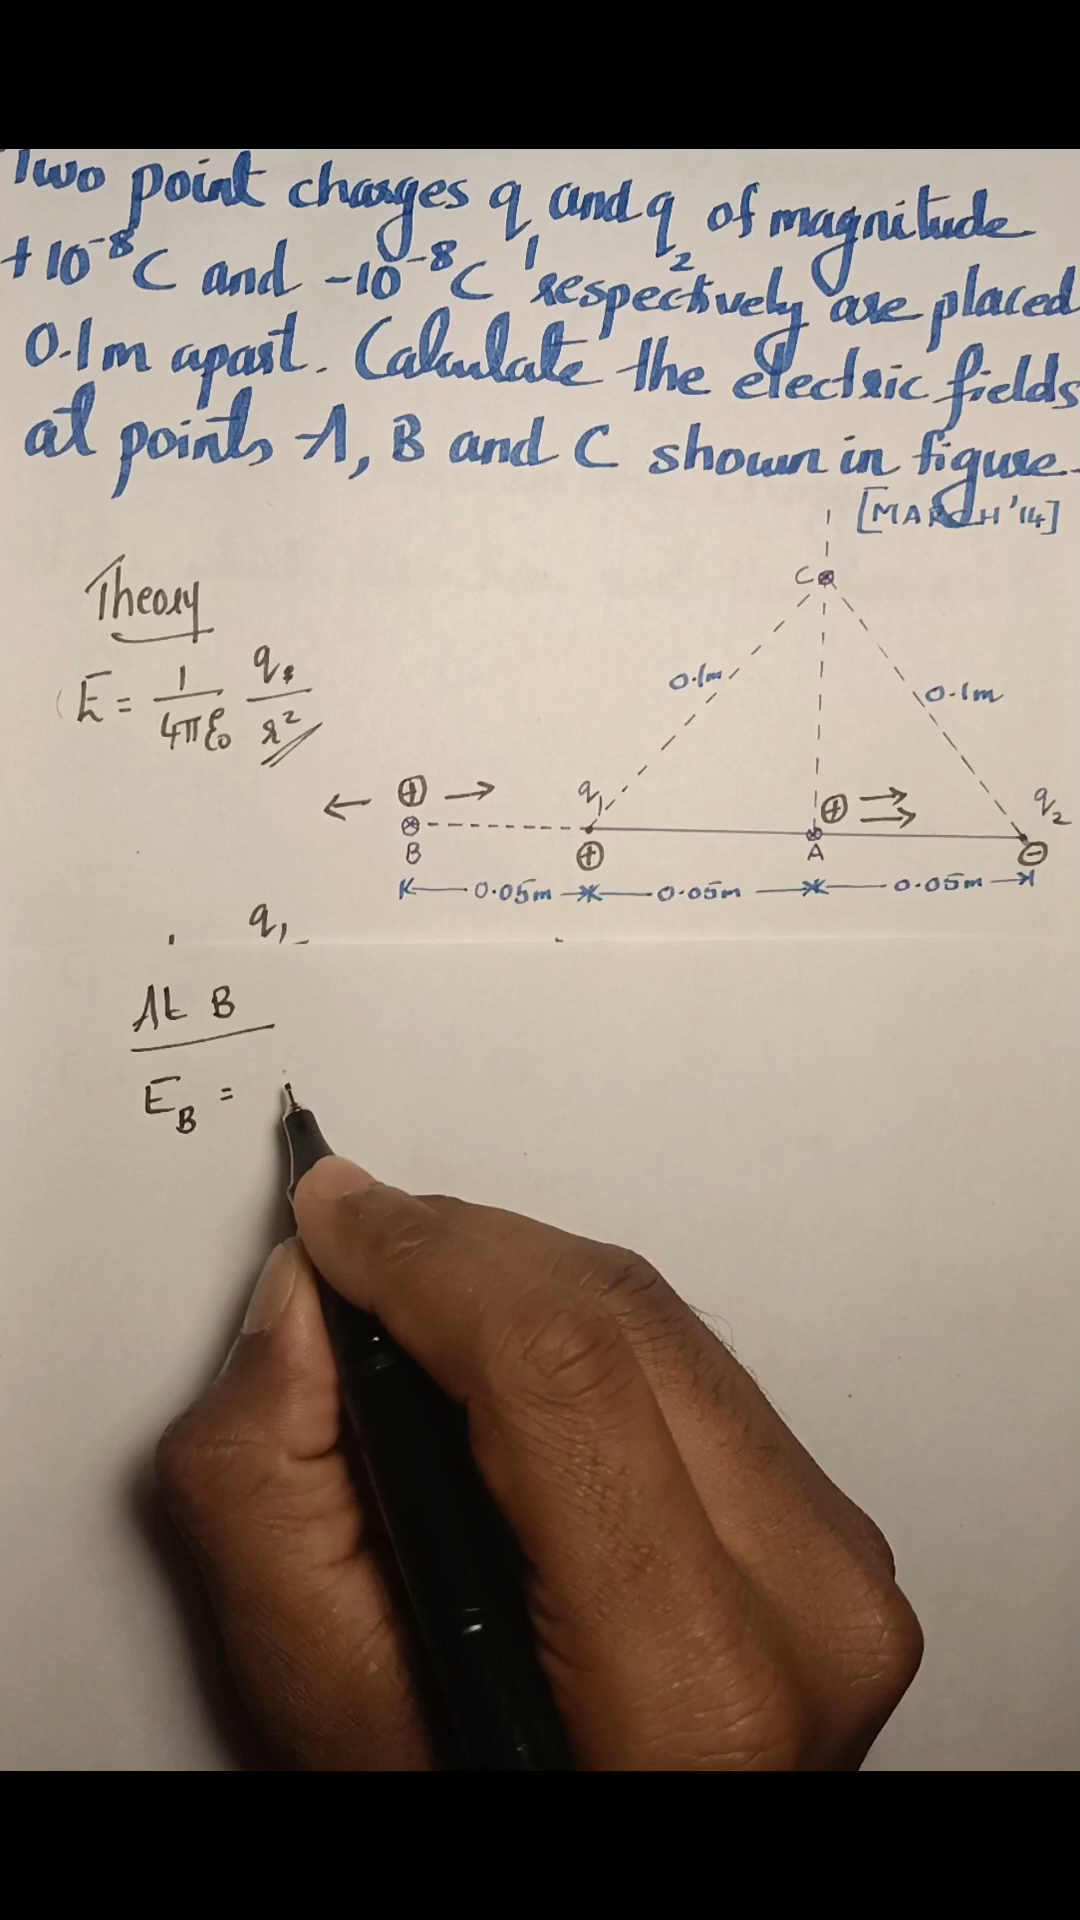 Two point charges q₁ and q₂ of magnitude
+10⁻⁸C and -10⁻⁸C respectively are placed
0.1m apart. Calculate the electric fields
at points A, B and C shown in figure.
[MARCH '14]
Theory
E = 1/4πε₀ q/r²
C
0.1m
0.1m
q₁
q₂
+
+
B
+
A
-
0.05m
0.05m
0.05m
q₁
At B
E_B =